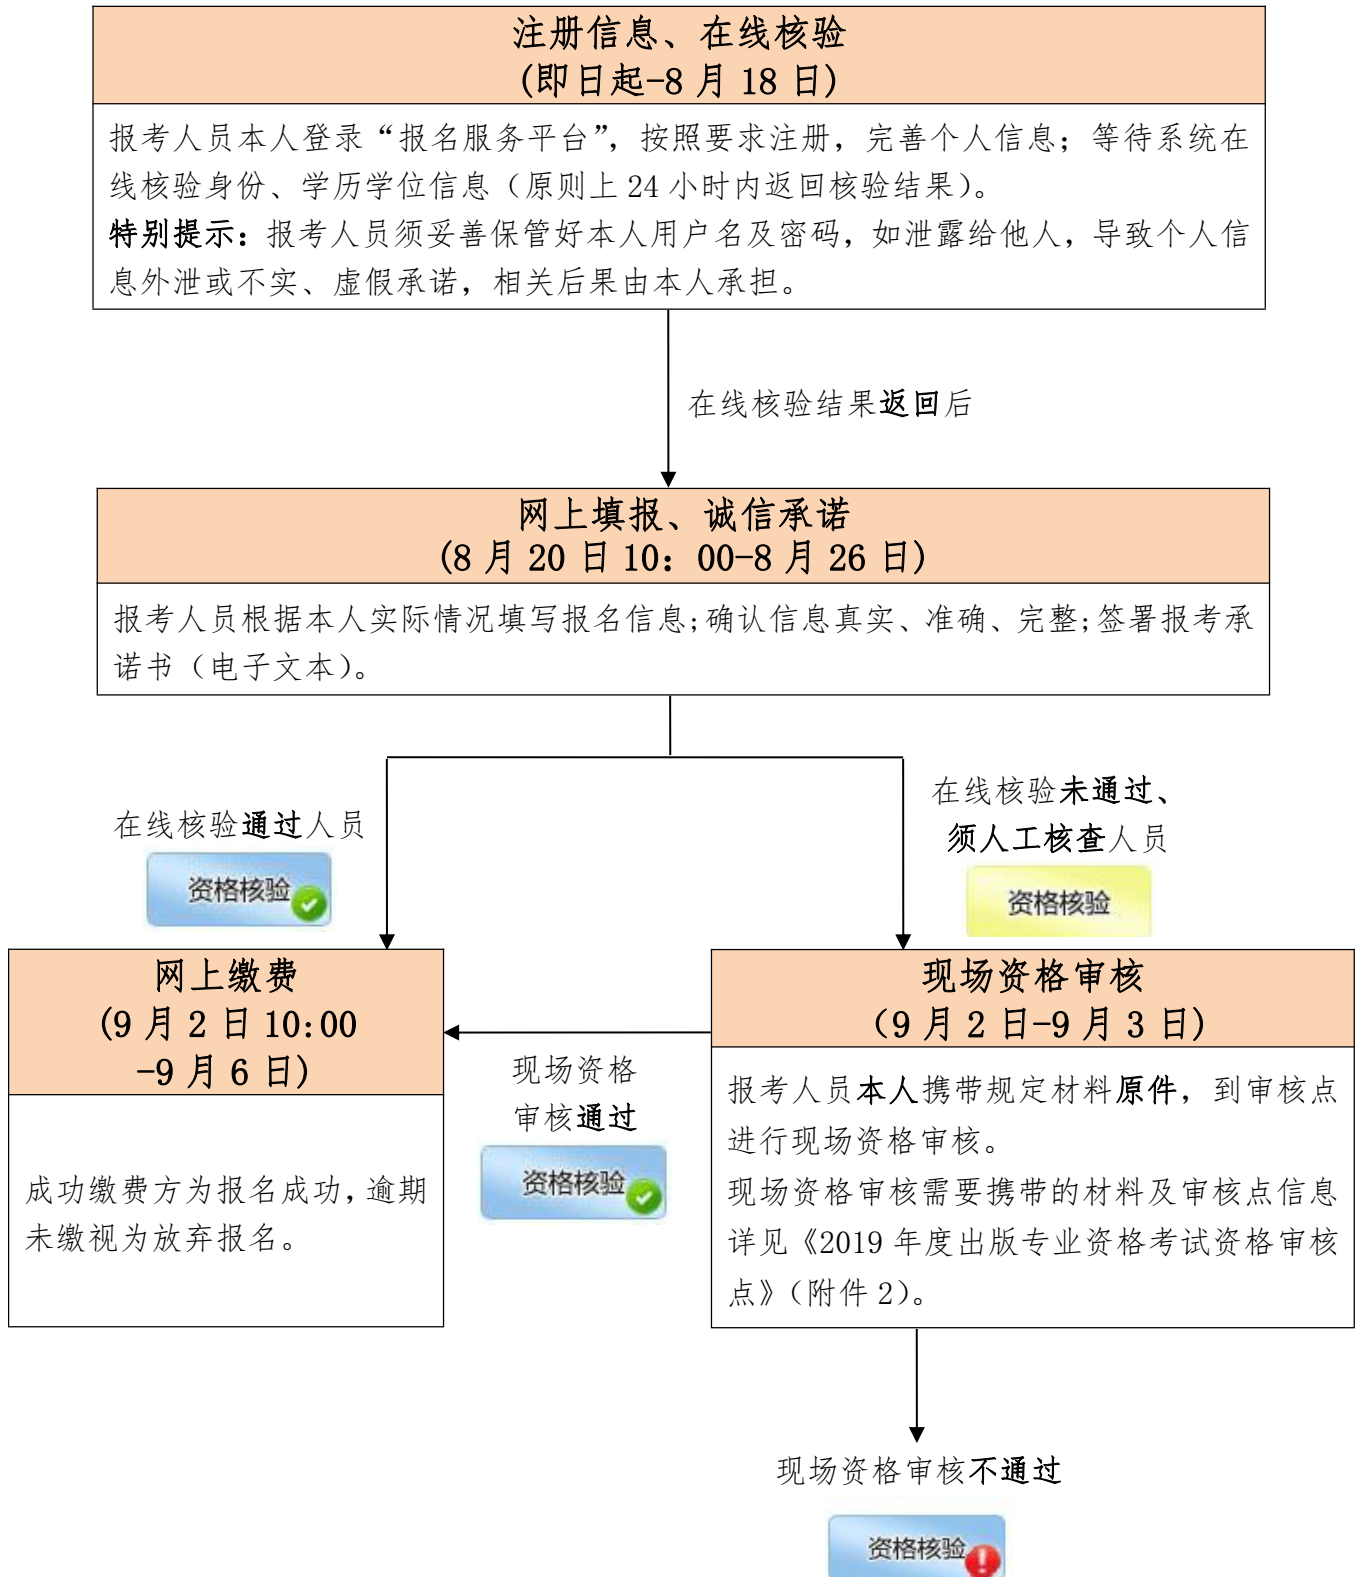 注册信息、在线核验
(即日起-8 月 18 日)
报考人员本人登录“报名服务平台”，按照要求注册，完善个人信息；等待系统在
线核验身份、学历学位信息（原则上 24 小时内返回核验结果）。
特别提示：报考人员须妥善保管好本人用户名及密码，如泄露给他人，导致个人信
息外泄或不实、虚假承诺，相关后果由本人承担。
在线核验结果返回后
网上填报、诚信承诺
(8 月 20 日 10：00-8 月 26 日)
报考人员根据本人实际情况填写报名信息;确认信息真实、准确、完整;签署报考承
诺书（电子文本）。
在线核验通过人员
资格核验
在线核验未通过、
须人工核查人员
资格核验
网上缴费
(9 月 2 日 10:00
-9 月 6 日)
成功缴费方为报名成功,逾期
未缴视为放弃报名。
现场资格
审核通过
资格核验
现场资格审核
（9 月 2 日-9 月 3 日)
报考人员本人携带规定材料原件，到审核点
进行现场资格审核。
现场资格审核需要携带的材料及审核点信息
详见《2019 年度出版专业资格考试资格审核
点》（附件 2）。
现场资格审核不通过
资格核验